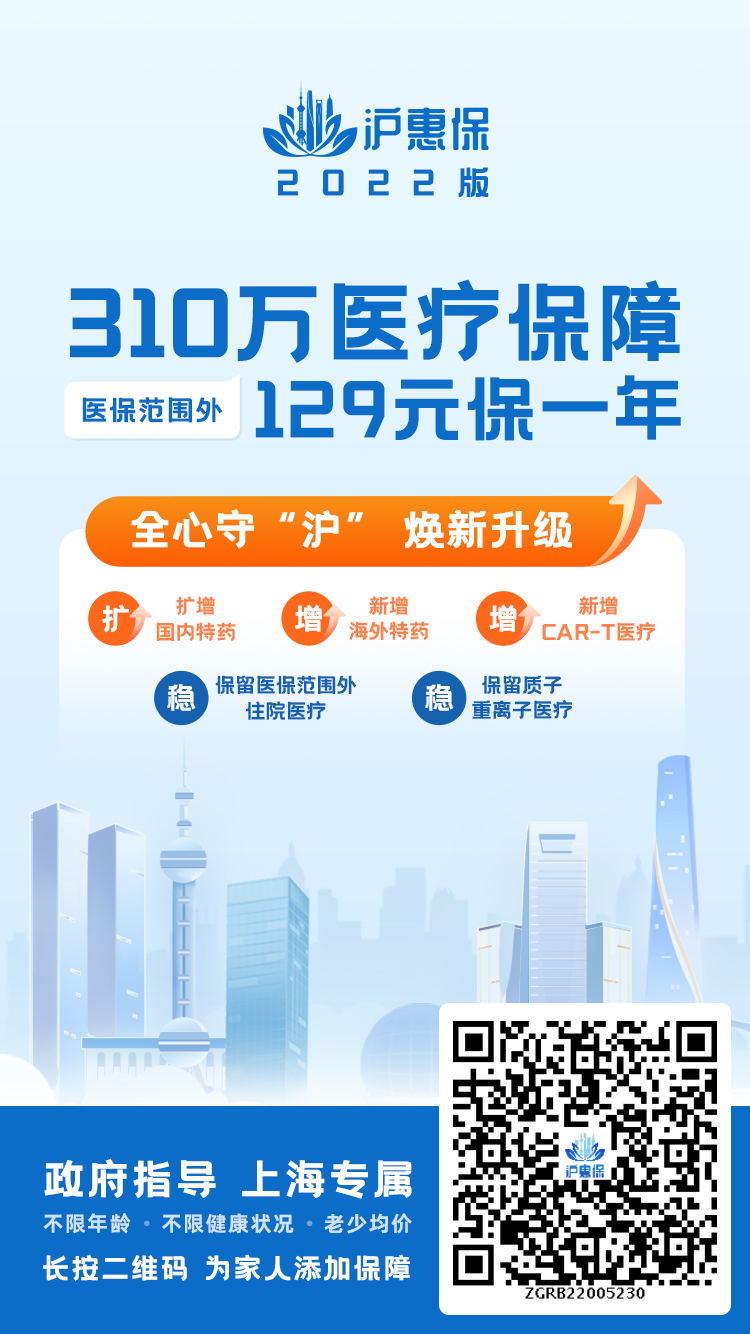 沪惠保
2022版
310万医疗保障
医保范围外 129元保一年
全心守“沪” 焕新升级
扩 扩增
国内特药
增 新增
海外特药
增 新增
CAR-T医疗
稳 保留医保范围外
住院医疗
稳 保留质子
重离子医疗
政府指导 上海专属
不限年龄 · 不限健康状况 · 老少均价
长按二维码 为家人添加保障
沪惠保
ZGRB22005230